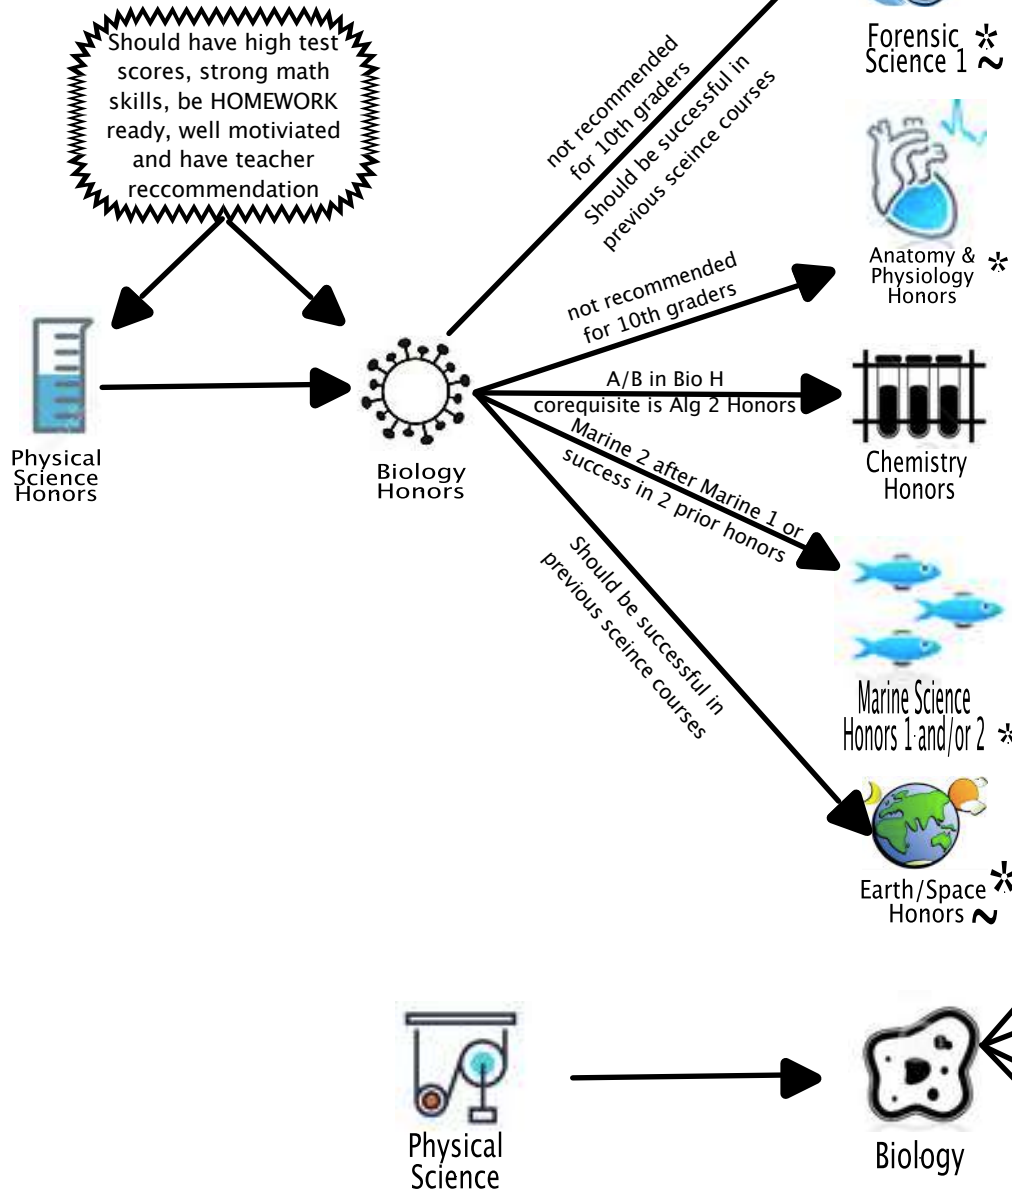 Should have high test
scores, strong math
skills, be HOMEWORK
ready, well motiviated
and have teacher
reccommendation
Forensic *
Science 1 ~
not recommended
for 10th graders
Should be successful in
previous sceince courses
Anatomy &
Physiology *
Honors
not recommended
for 10th graders
A/B in Bio H
corequisite is Alg 2 Honors
Chemistry
Honors
Physical
Science
Honors
Biology
Honors
Marine 2 after Marine 1 or
success in 2 prior honors
Should be successful in
previous sceince courses
Marine Science
Honors 1 and/or 2 *
Earth/Space *
Honors ~
Physical
Science
Biology